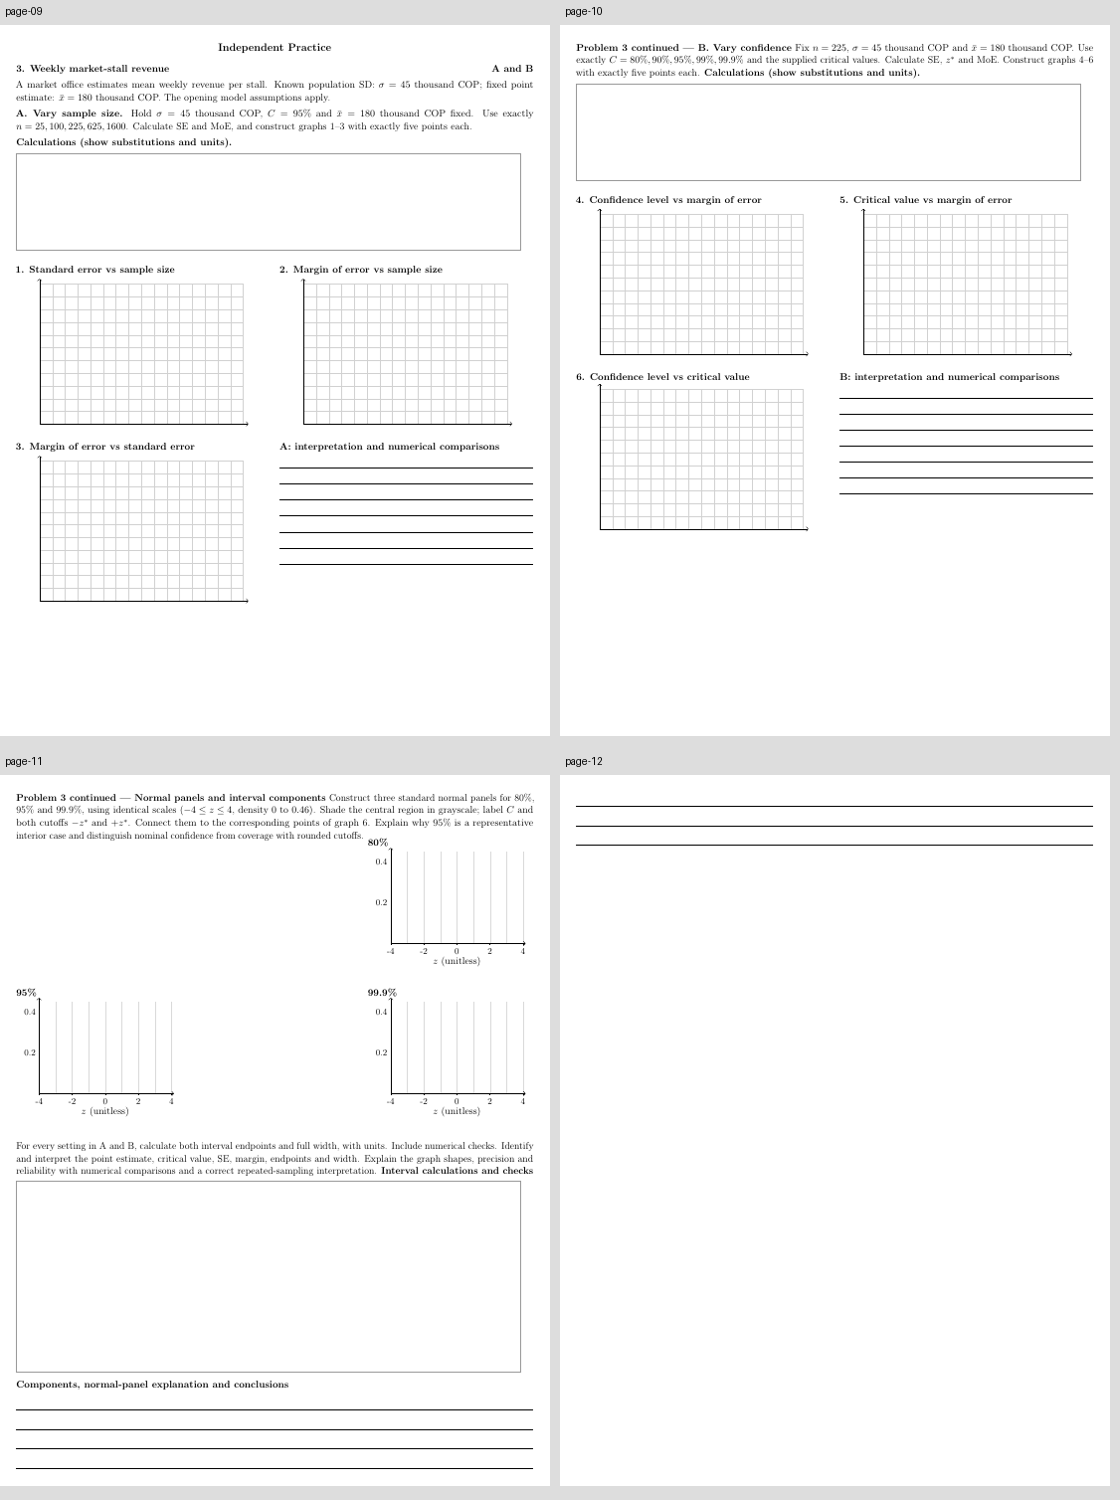 page-09
Independent Practice
3. Weekly market-stall revenue A and B
A market office estimates mean weekly revenue per stall. Known population SD: σ = 45 thousand COP; fixed point
estimate: x̄ = 180 thousand COP. The opening model assumptions apply.
A. Vary sample size. Hold σ = 45 thousand COP, C = 95% and x̄ = 180 thousand COP fixed. Use exactly
n = 25, 100, 225, 625, 1600. Calculate SE and MoE, and construct graphs 1–3 with exactly five points each.
Calculations (show substitutions and units).
1. Standard error vs sample size
2. Margin of error vs sample size
3. Margin of error vs standard error
A: interpretation and numerical comparisons
page-10
Problem 3 continued — B. Vary confidence Fix n = 225, σ = 45 thousand COP and x̄ = 180 thousand COP. Use
exactly C = 80%, 90%, 95%, 99%, 99.9% and the supplied critical values. Calculate SE, z* and MoE. Construct graphs 4–6
with exactly five points each. Calculations (show substitutions and units).
4. Confidence level vs margin of error
5. Critical value vs margin of error
6. Confidence level vs critical value
B: interpretation and numerical comparisons
page-11
Problem 3 continued — Normal panels and interval components Construct three standard normal panels for 80%,
95% and 99.9%, using identical scales (−4 ≤ z ≤ 4, density 0 to 0.46). Shade the central region in grayscale; label C and
both cutoffs −z* and +z*. Connect them to the corresponding points of graph 6. Explain why 95% is a representative
interior case and distinguish nominal confidence from coverage with rounded cutoffs.
80%
0.4
0.2
-4 -2 0 2 4
z (unitless)
95%
0.4
0.2
-4 -2 0 2 4
z (unitless)
99.9%
0.4
0.2
-4 -2 0 2 4
z (unitless)
For every setting in A and B, calculate both interval endpoints and full width, with units. Include numerical checks. Identify
and interpret the point estimate, critical value, SE, margin, endpoints and width. Explain the graph shapes, precision and
reliability with numerical comparisons and a correct repeated-sampling interpretation. Interval calculations and checks
Components, normal-panel explanation and conclusions
page-12